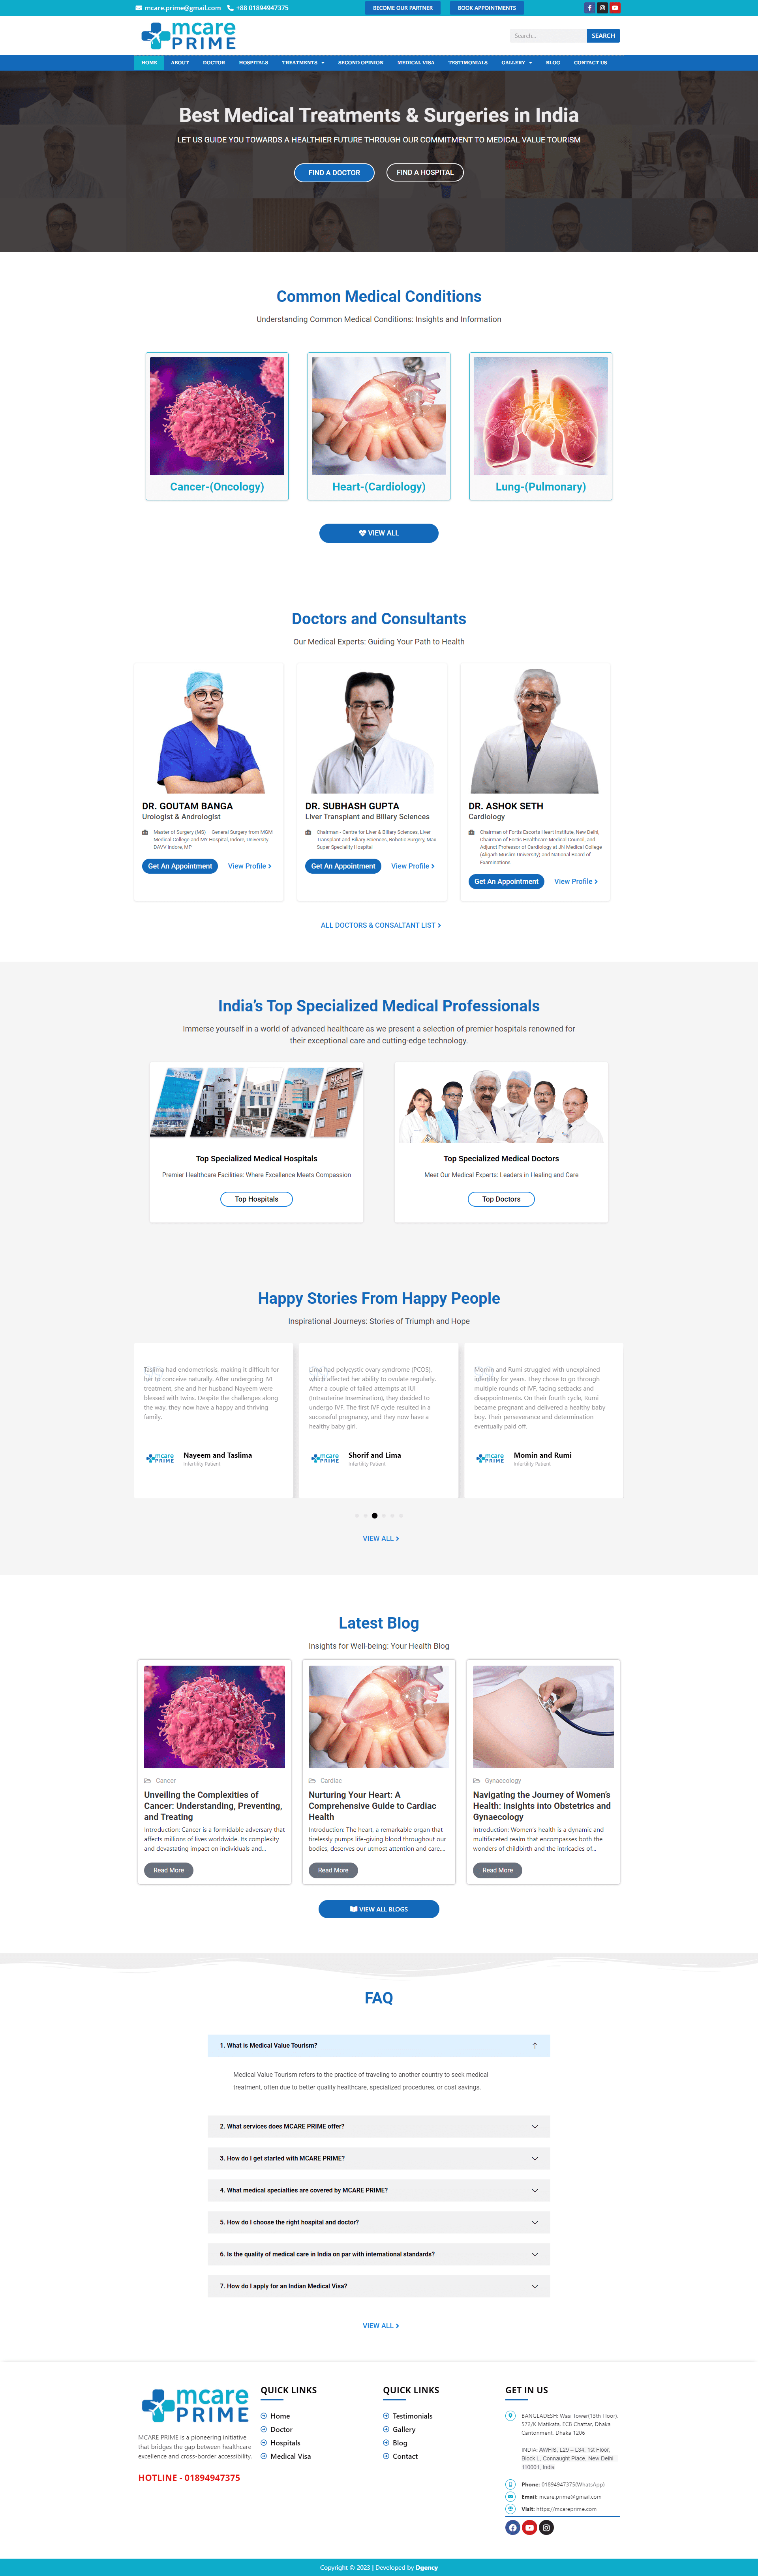 mcare.prime@gmail.com +88 01894947375 BECOME OUR PARTNER BOOK APPOINTMENTS
mcare
PRIME
Search... SEARCH
HOME ABOUT DOCTOR HOSPITALS TREATMENTS SECOND OPINION MEDICAL VISA TESTIMONIALS GALLERY BLOG CONTACT US
Best Medical Treatments & Surgeries in India
LET US GUIDE YOU TOWARDS A HEALTHIER FUTURE THROUGH OUR COMMITMENT TO MEDICAL VALUE TOURISM
FIND A DOCTOR FIND A HOSPITAL
Common Medical Conditions
Understanding Common Medical Conditions: Insights and Information
Cancer-(Oncology) Heart-(Cardiology) Lung-(Pulmonary)
VIEW ALL
Doctors and Consultants
Our Medical Experts: Guiding Your Path to Health
DR. GOUTAM BANGA
Urologist & Andrologist
Master of Surgery (MS) – General Surgery from MGM
Medical College and MY Hospital, Indore, University-
DAVV Indore, MP
Get An Appointment View Profile
DR. SUBHASH GUPTA
Liver Transplant and Biliary Sciences
Chairman - Centre for Liver & Biliary Sciences, Liver
Transplant and Biliary Sciences, Robotic Surgery, Max
Super Speciality Hospital
Get An Appointment View Profile
DR. ASHOK SETH
Cardiology
Chairman of Fortis Escorts Heart Institute, New Delhi,
Chairman of Fortis Healthcare Medical Council, and
Adjunct Professor of Cardiology at JN Medical College
(Aligarh Muslim University) and National Board of
Examinations
Get An Appointment View Profile
ALL DOCTORS & CONSALTANT LIST
India’s Top Specialized Medical Professionals
Immerse yourself in a world of advanced healthcare as we present a selection of premier hospitals renowned for
their exceptional care and cutting-edge technology.
Top Specialized Medical Hospitals
Premier Healthcare Facilities: Where Excellence Meets Compassion
Top Hospitals
Top Specialized Medical Doctors
Meet Our Medical Experts: Leaders in Healing and Care
Top Doctors
Happy Stories From Happy People
Inspirational Journeys: Stories of Triumph and Hope
Taslima had endometriosis, making it difficult for
her to conceive naturally. After undergoing IVF
treatment, she and her husband Nayeem were
blessed with twins. Despite the challenges along
the way, they now have a happy and thriving
family.
mcare
PRIME
Nayeem and Taslima
Infertility Patient
Lima had polycystic ovary syndrome (PCOS),
which affected her ability to ovulate regularly.
After a couple of failed attempts at IUI
(Intrauterine Insemination), they decided to
undergo IVF. The first IVF cycle resulted in a
successful pregnancy, and they now have a
healthy baby girl.
mcare
PRIME
Shorif and Lima
Infertility Patient
Momin and Rumi struggled with unexplained
infertility for years. They chose to go through
multiple rounds of IVF, facing setbacks and
disappointments. On their fourth cycle, Rumi
became pregnant and delivered a healthy baby
boy. Their perseverance and determination
eventually paid off.
mcare
PRIME
Momin and Rumi
Infertility Patient
VIEW ALL
Latest Blog
Insights for Well-being: Your Health Blog
Cancer
Unveiling the Complexities of
Cancer: Understanding, Preventing,
and Treating
Introduction: Cancer is a formidable adversary that
affects millions of lives worldwide. Its complexity
and devastating impact on individuals and...
Read More
Cardiac
Nurturing Your Heart: A
Comprehensive Guide to Cardiac
Health
Introduction: The heart, a remarkable organ that
tirelessly pumps life-giving blood throughout our
bodies, deserves our utmost attention and care....
Read More
Gynaecology
Navigating the Journey of Women’s
Health: Insights into Obstetrics and
Gynaecology
Introduction: Women’s health is a dynamic and
multifaceted realm that encompasses both the
wonders of childbirth and the intricacies of...
Read More
VIEW ALL BLOGS
FAQ
1. What is Medical Value Tourism?
Medical Value Tourism refers to the practice of traveling to another country to seek medical
treatment, often due to better quality healthcare, specialized procedures, or cost savings.
2. What services does MCARE PRIME offer?
3. How do I get started with MCARE PRIME?
4. What medical specialties are covered by MCARE PRIME?
5. How do I choose the right hospital and doctor?
6. Is the quality of medical care in India on par with international standards?
7. How do I apply for an Indian Medical Visa?
VIEW ALL
mcare
PRIME
MCARE PRIME is a pioneering initiative
that bridges the gap between healthcare
excellence and cross-border accessibility.
HOTLINE - 01894947375
QUICK LINKS
Home
Doctor
Hospitals
Medical Visa
QUICK LINKS
Testimonials
Gallery
Blog
Contact
GET IN US
BANGLADESH: Wasi Tower(13th Floor),
572/K Matikata, ECB Chattar, Dhaka
Cantonment, Dhaka 1206
INDIA: AWFIS, L29 – L34, 1st Floor,
Block L, Connaught Place, New Delhi –
110001, India
Phone: 01894947375(WhatsApp)
Email: mcare.prime@gmail.com
Visit: https://mcareprime.com
Copyright © 2023 | Developed by Dgency